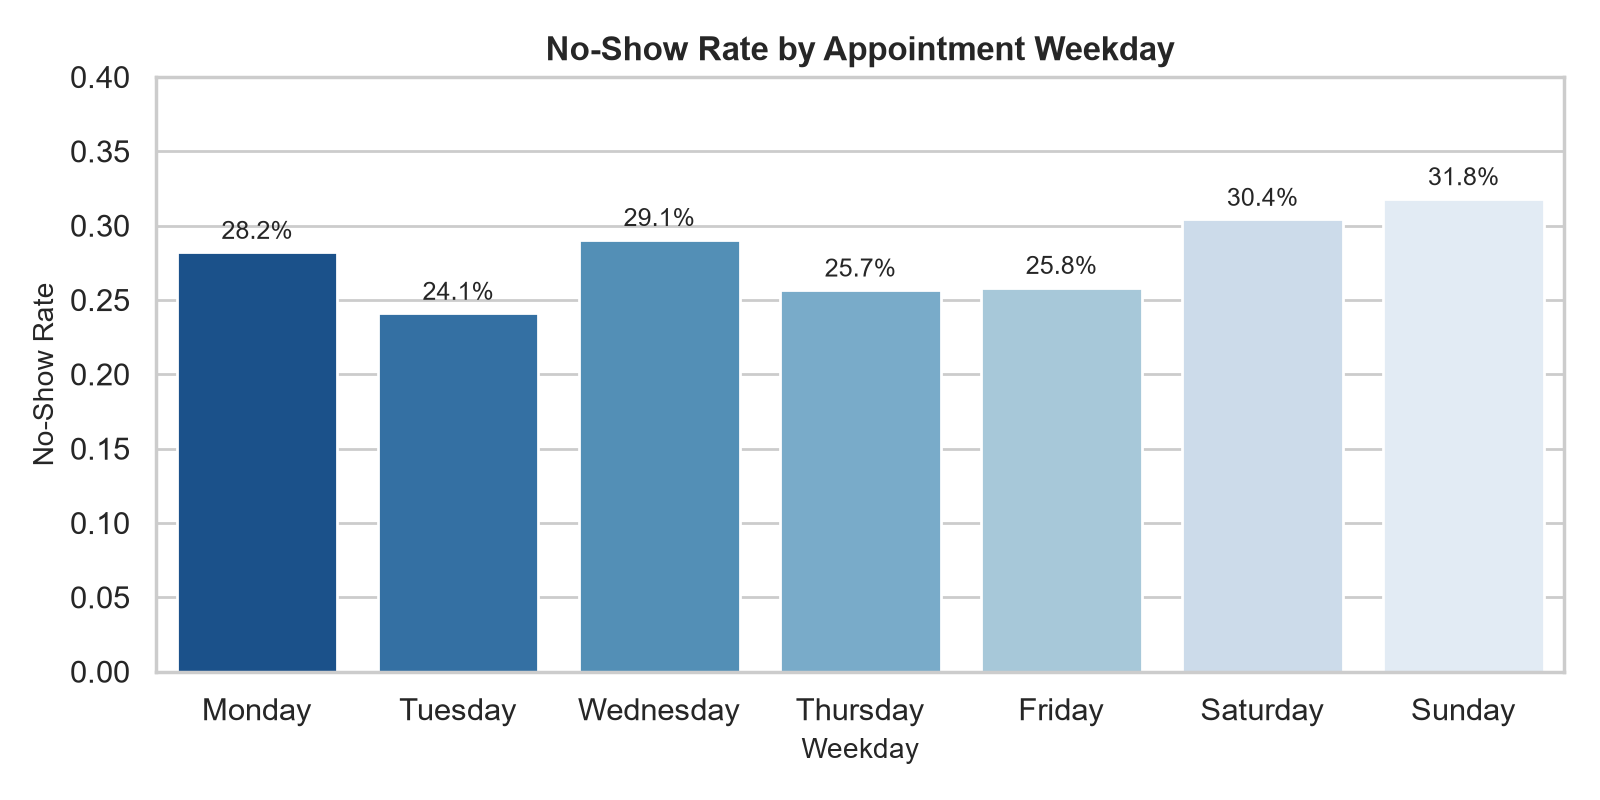 No-Show Rate by Appointment Weekday
0.40
0.35
0.30
0.25
0.20
0.15
0.10
0.05
0.00
No-Show Rate
28.2%
24.1%
29.1%
25.7%
25.8%
30.4%
31.8%
Monday
Tuesday
Wednesday
Thursday
Friday
Saturday
Sunday
Weekday